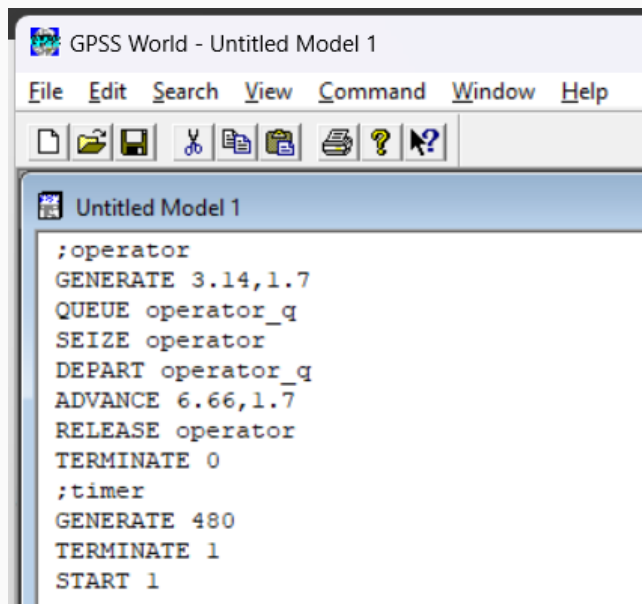 GPSS World - Untitled Model 1
File Edit Search View Command Window Help
Untitled Model 1
;operator
GENERATE 3.14,1.7
QUEUE operator_q
SEIZE operator
DEPART operator_q
ADVANCE 6.66,1.7
RELEASE operator
TERMINATE 0
;timer
GENERATE 480
TERMINATE 1
START 1